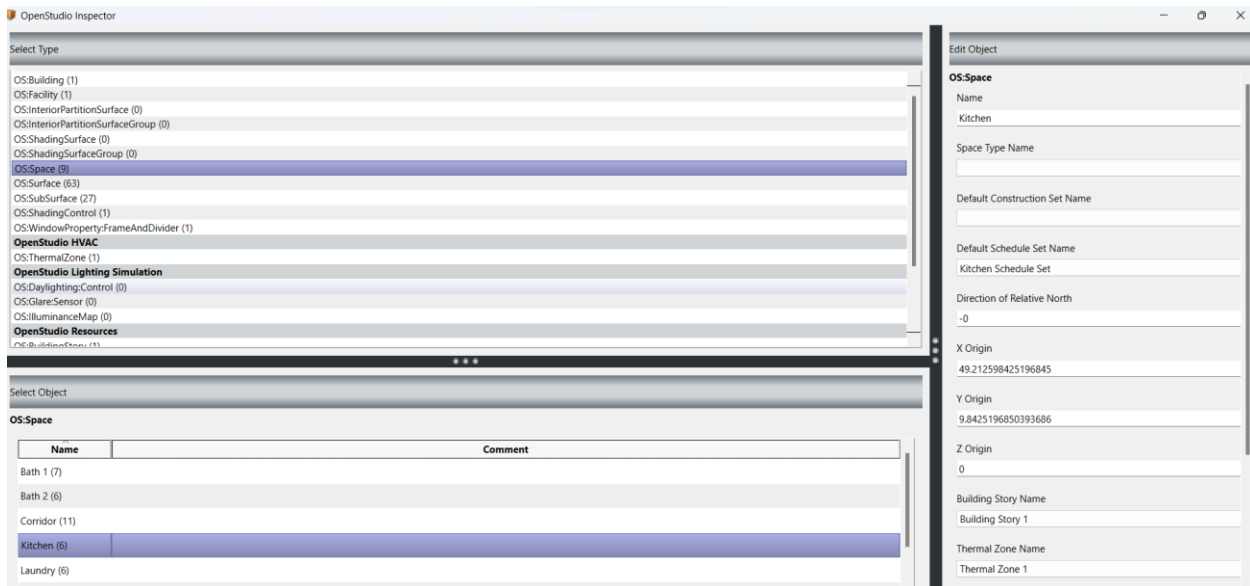 OpenStudio Inspector
Select Type
OS:Building (1)
OS:Facility (1)
OS:InteriorPartitionSurface (0)
OS:InteriorPartitionSurfaceGroup (0)
OS:ShadingSurface (0)
OS:ShadingSurfaceGroup (0)
OS:Space (9)
OS:Surface (63)
OS:SubSurface (27)
OS:ShadingControl (1)
OS:WindowProperty:FrameAndDivider (1)
OpenStudio HVAC
OS:ThermalZone (1)
OpenStudio Lighting Simulation
OS:Daylighting:Control (0)
OS:Glare:Sensor (0)
OS:IlluminanceMap (0)
OpenStudio Resources
OS:BuildingStory (1)
Select Object
OS:Space
Name Comment
Bath 1 (7)
Bath 2 (6)
Corridor (11)
Kitchen (6)
Laundry (6)
Edit Object
OS:Space
Name
Kitchen
Space Type Name
Default Construction Set Name
Default Schedule Set Name
Kitchen Schedule Set
Direction of Relative North
-0
X Origin
49.212598425196845
Y Origin
9.8425196850393686
Z Origin
0
Building Story Name
Building Story 1
Thermal Zone Name
Thermal Zone 1